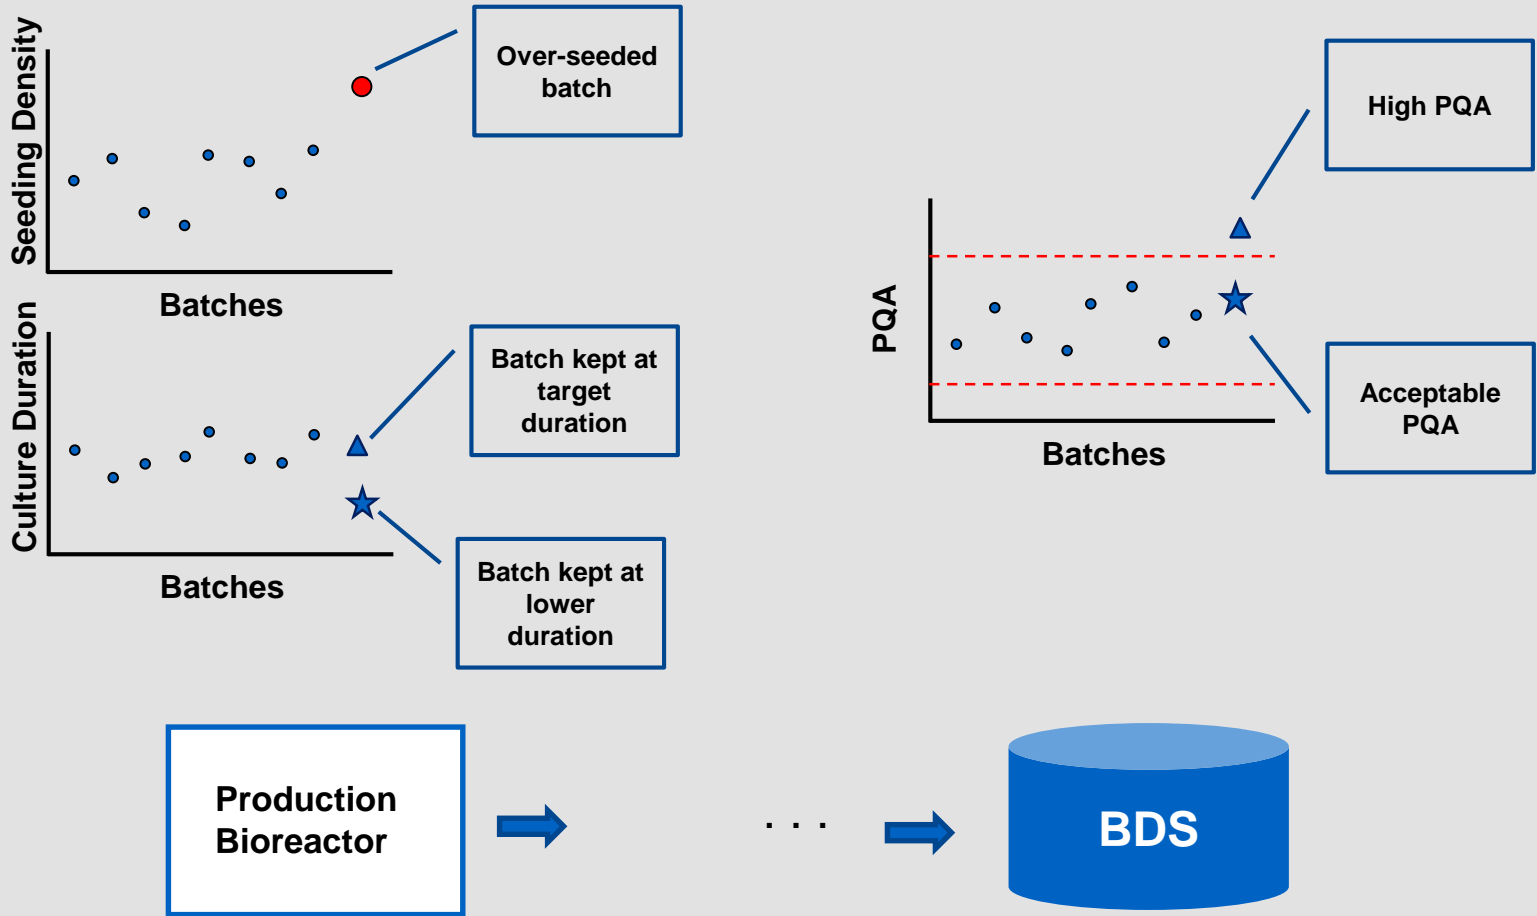 Seeding Density
Over-seeded
batch
Batches
Culture Duration
Batch kept at
target
duration
Batch kept at
lower
duration
Batches
High PQA
PQA
Acceptable
PQA
Batches
Production
Bioreactor
. . .
BDS